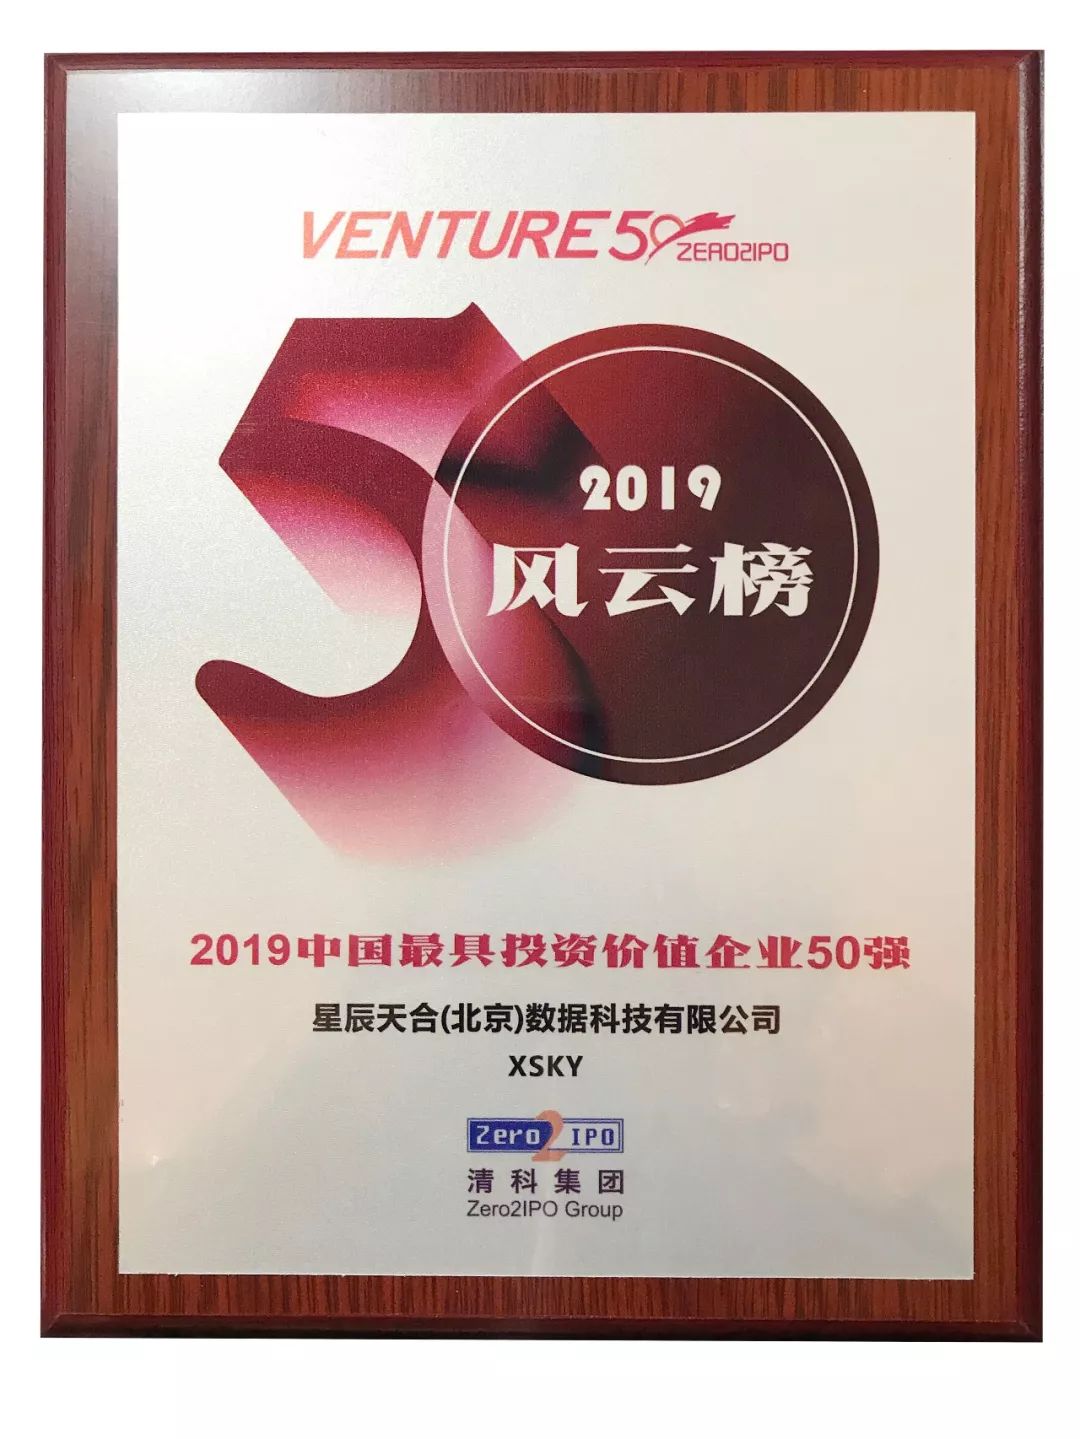 VENTURE50
ZERO2IPO
50
2019
风云榜
2019中国最具投资价值企业50强
星辰天合(北京)数据科技有限公司
XSKY
Zero2IPO
清科集团
Zero2IPO Group